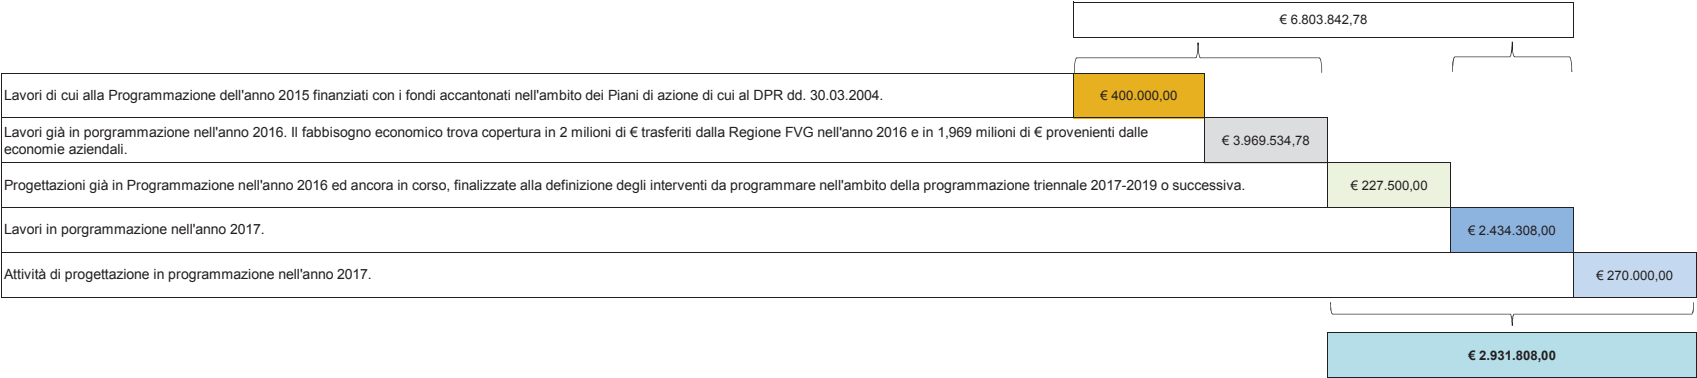 € 6.803.842,78
Lavori di cui alla Programmazione dell'anno 2015 finanziati con i fondi accantonati nell'ambito dei Piani di azione di cui al DPR dd. 30.03.2004.
€ 400.000,00
Lavori già in porgrammazione nell'anno 2016. Il fabbisogno economico trova copertura in 2 milioni di € trasferiti dalla Regione FVG nell'anno 2016 e in 1,969 milioni di € provenienti dalle
economie aziendali.
€ 3.969.534,78
Progettazioni già in Programmazione nell'anno 2016 ed ancora in corso, finalizzate alla definizione degli interventi da programmare nell'ambito della programmazione triennale 2017-2019 o successiva.
€ 227.500,00
Lavori in porgrammazione nell'anno 2017.
€ 2.434.308,00
Attività di progettazione in programmazione nell'anno 2017.
€ 270.000,00
€ 2.931.808,00